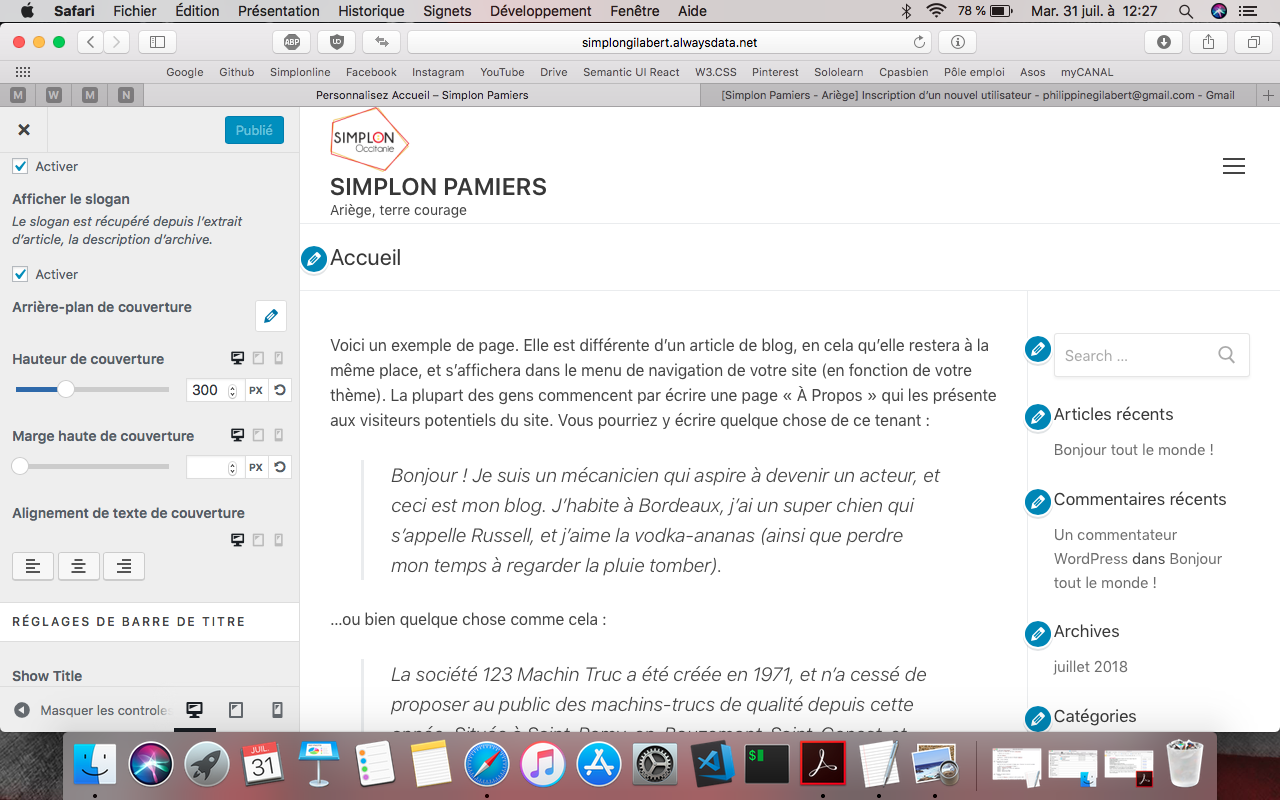 Safari Fichier Édition Présentation Historique Signets Développement Fenêtre Aide 78 % Mar. 31 juil. à 12:27
ABP simplongilabert.alwaysdata.net
Google Github Simplonline Facebook Instagram YouTube Drive Semantic UI React W3.CSS Pinterest Sololearn Cpasbien Pôle emploi Asos myCANAL
M W M N Personnalisez Accueil – Simplon Pamiers [Simplon Pamiers - Ariège] Inscription d'un nouvel utilisateur - philippinegilabert@gmail.com - Gmail
Publié
Activer
Afficher le slogan
Le slogan est récupéré depuis l'extrait
d'article, la description d'archive.
Activer
Arrière-plan de couverture
Hauteur de couverture
300 PX
Marge haute de couverture
PX
Alignement de texte de couverture
RÉGLAGES DE BARRE DE TITRE
Show Title
Masquer les controles
SIMPLON
Occitanie
SIMPLON PAMIERS
Ariège, terre courage
Accueil
Voici un exemple de page. Elle est différente d'un article de blog, en cela qu'elle restera à la
même place, et s'affichera dans le menu de navigation de votre site (en fonction de votre
thème). La plupart des gens commencent par écrire une page « À Propos » qui les présente
aux visiteurs potentiels du site. Vous pourriez y écrire quelque chose de ce tenant :
Bonjour ! Je suis un mécanicien qui aspire à devenir un acteur, et
ceci est mon blog. J'habite à Bordeaux, j'ai un super chien qui
s'appelle Russell, et j'aime la vodka-ananas (ainsi que perdre
mon temps à regarder la pluie tomber).
...ou bien quelque chose comme cela :
La société 123 Machin Truc a été créée en 1971, et n'a cessé de
proposer au public des machins-trucs de qualité depuis cette
Search ...
Articles récents
Bonjour tout le monde !
Commentaires récents
Un commentateur
WordPress dans Bonjour
tout le monde !
Archives
juillet 2018
Catégories
JUIL.
31
$